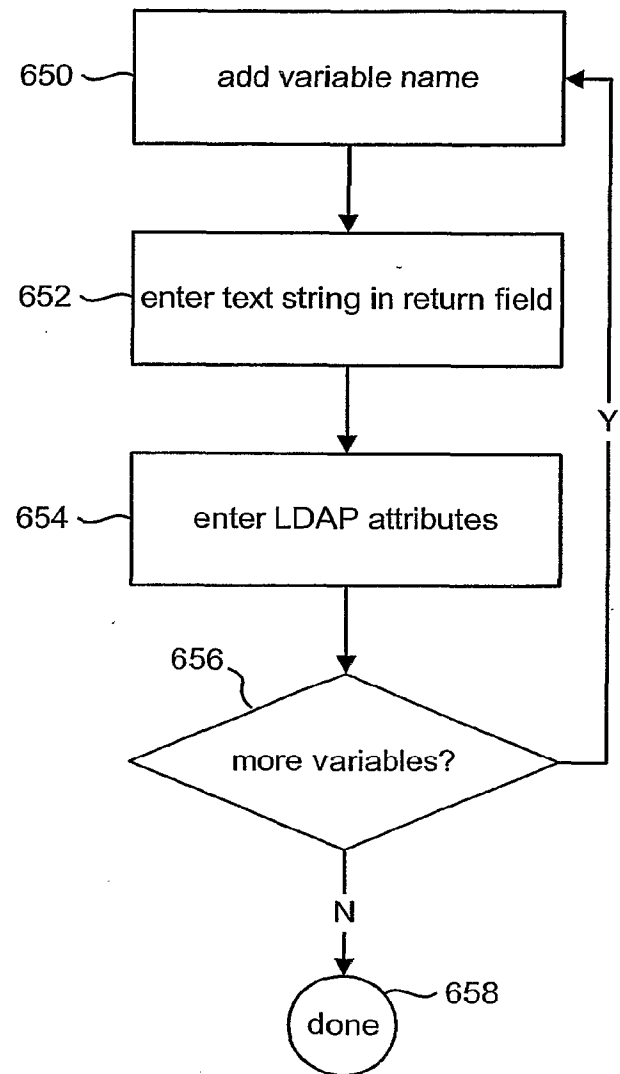 650
add variable name
652
enter text string in return field
Y
654
enter LDAP attributes
656
more variables?
N
658
done